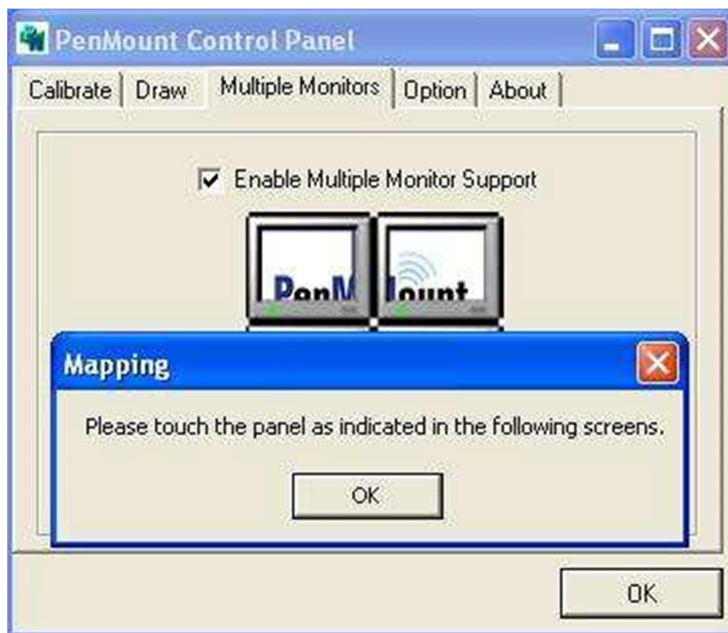 PenMount Control Panel
Calibrate Draw Multiple Monitors Option About
Enable Multiple Monitor Support
PenMount
Mapping
Please touch the panel as indicated in the following screens.
OK
OK